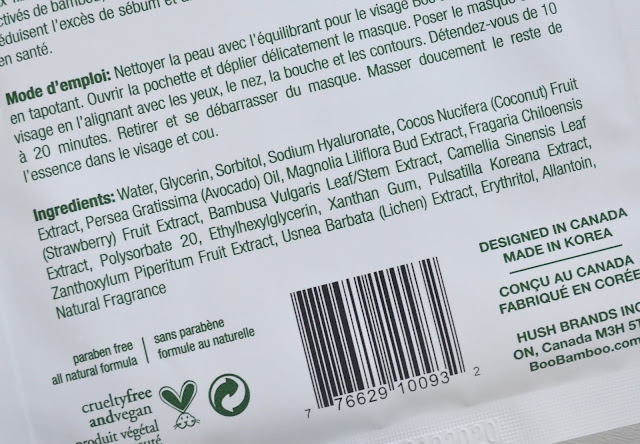 activés de bambou,
réduisent l'excès de sébum et
en santé.
Mode d'emploi: Nettoyer la peau avec l'équilibrant pour le visage Boo
en tapotant. Ouvrir la pochette et déplier délicatement le masque. Poser le masque
visage en l'alignant avec les yeux, le nez, la bouche et les contours. Détendez-vous de 10
à 20 minutes. Retirer et se débarrasser du masque. Masser doucement le reste de
l'essence dans le visage et cou.
Ingredients: Water, Glycerin, Sorbitol, Sodium Hyaluronate, Cocos Nucifera (Coconut) Fruit
Extract, Persea Gratissima (Avocado) Oil, Magnolia Liliflora Bud Extract, Fragaria Chiloensis
(Strawberry) Fruit Extract, Bambusa Vulgaris Leaf/Stem Extract, Camellia Sinensis Leaf
Extract, Polysorbate 20, Ethylhexylglycerin, Xanthan Gum, Pulsatilla Koreana Extract,
Zanthoxylum Piperitum Fruit Extract, Usnea Barbata (Lichen) Extract, Erythritol, Allantoin,
Natural Fragrance
DESIGNED IN CANADA
MADE IN KOREA
CONÇU AU CANADA
FABRIQUÉ EN CORÉE
HUSH BRANDS INC
ON, Canada M3H 5T
BooBamboo.com
paraben free
all natural formula
sans parabène
formule au naturelle
crueltyfree
andvegan
produit végétal
7 76629 10093 2